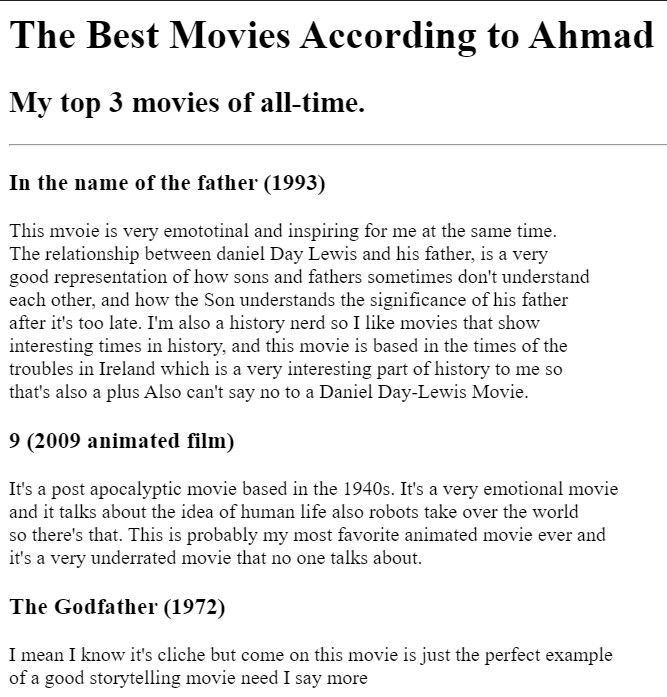 The Best Movies According to Ahmad
My top 3 movies of all-time.
In the name of the father (1993)
This mvoie is very emototinal and inspiring for me at the same time.
The relationship between daniel Day Lewis and his father, is a very
good representation of how sons and fathers sometimes don't understand
each other, and how the Son understands the significance of his father
after it's too late. I'm also a history nerd so I like movies that show
interesting times in history, and this movie is based in the times of the
troubles in Ireland which is a very interesting part of history to me so
that's also a plus Also can't say no to a Daniel Day-Lewis Movie.
9 (2009 animated film)
It's a post apocalyptic movie based in the 1940s. It's a very emotional movie
and it talks about the idea of human life also robots take over the world
so there's that. This is probably my most favorite animated movie ever and
it's a very underrated movie that no one talks about.
The Godfather (1972)
I mean I know it's cliche but come on this movie is just the perfect example
of a good storytelling movie need I say more